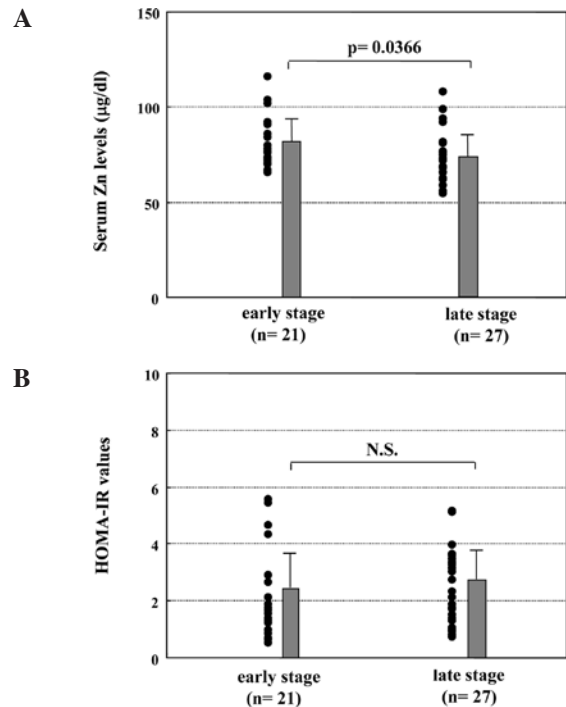 A
150
p= 0.0366
100
Serum Zn levels (μg/dl)
50
0
early stage
(n= 21)
late stage
(n= 27)
B
10
8
N.S.
6
HOMA-IR values
4
2
0
early stage
(n= 21)
late stage
(n= 27)